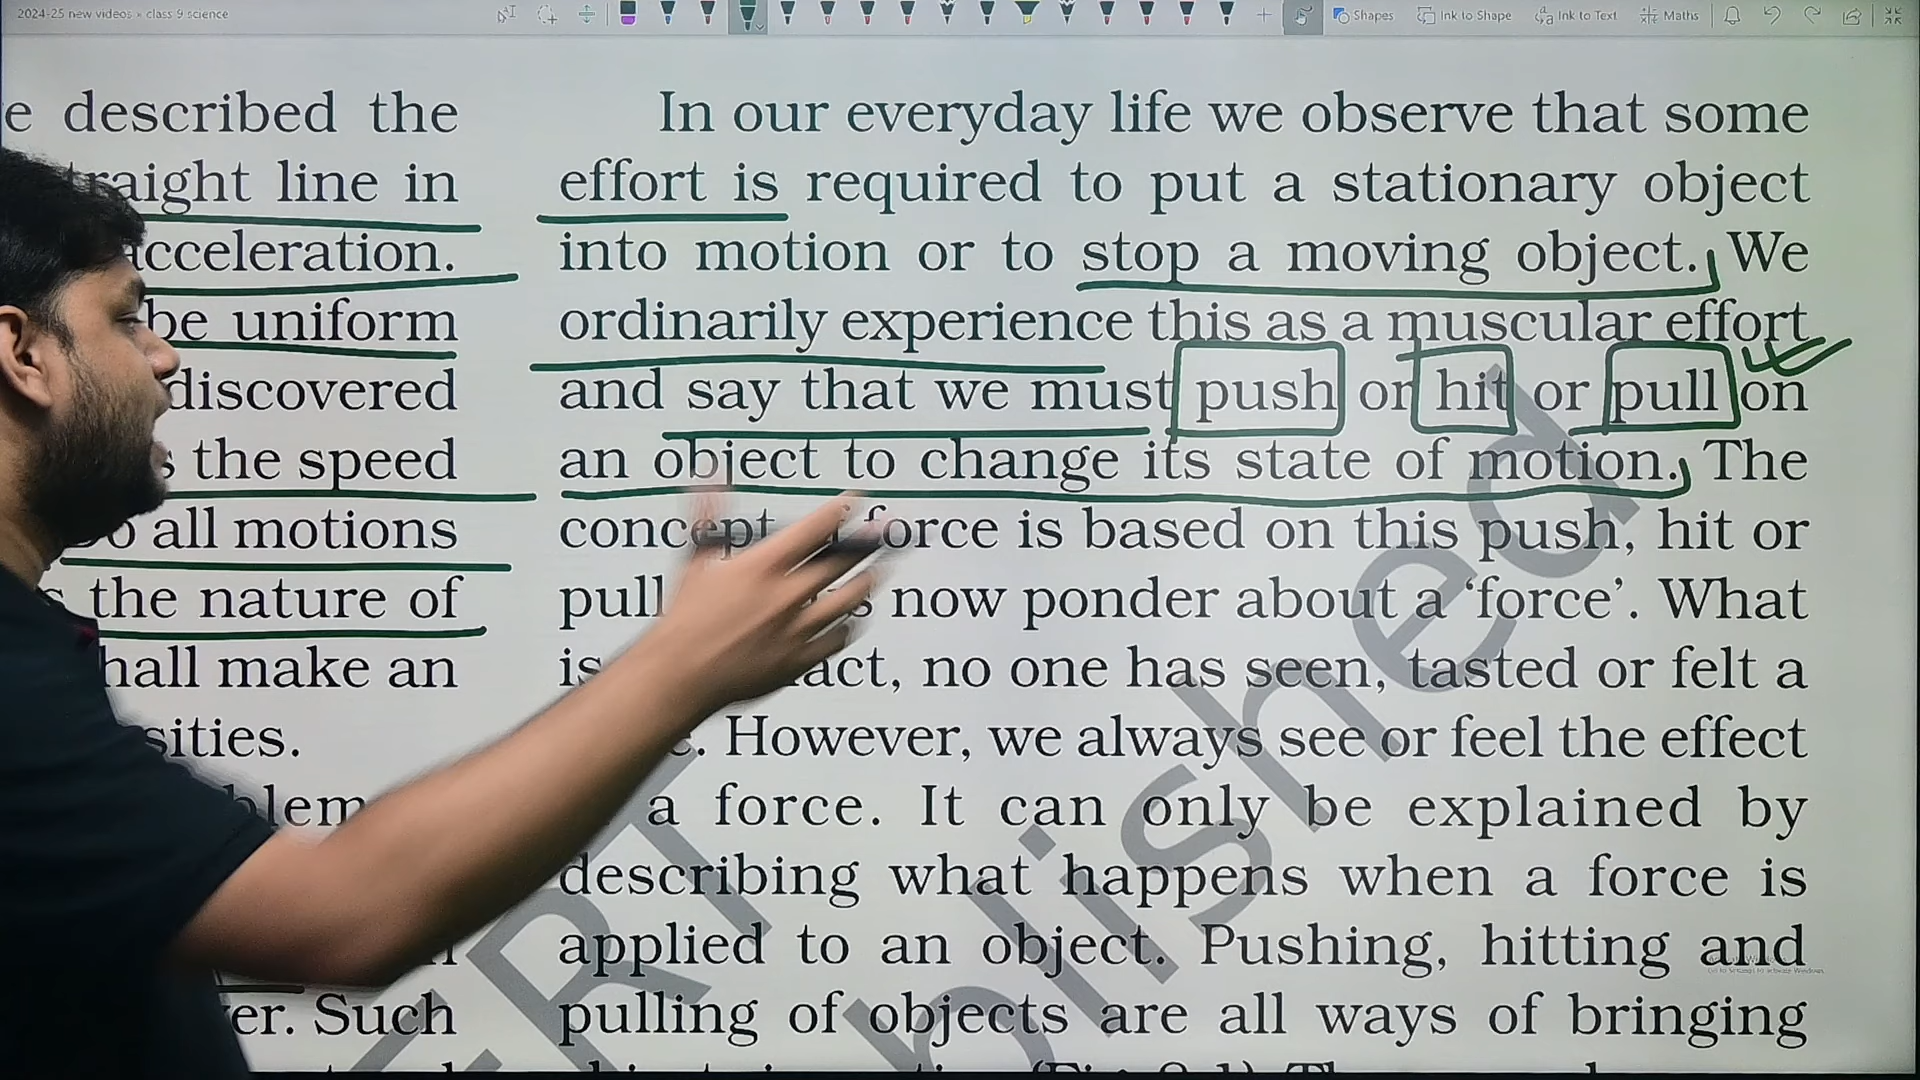 2024-25 new videos » class 9 science
Shapes
Ink to Shape
Ink to Text
Maths
described the
straight line in
acceleration.
be uniform
discovered
the speed
all motions
the nature of
shall make an
er. Such
In our everyday life we observe that some
effort is required to put a stationary object
into motion or to stop a moving object. We
ordinarily experience this as a muscular effort
and say that we must push or hit or pull on
an object to change its state of motion. The
concept of force is based on this push, hit or
pull now ponder about a ‘force’. What
is no one has seen, tasted or felt a
However, we always see or feel the effect
a force. It can only be explained by
describing what happens when a force is
applied to an object. Pushing, hitting and
pulling of objects are all ways of bringing